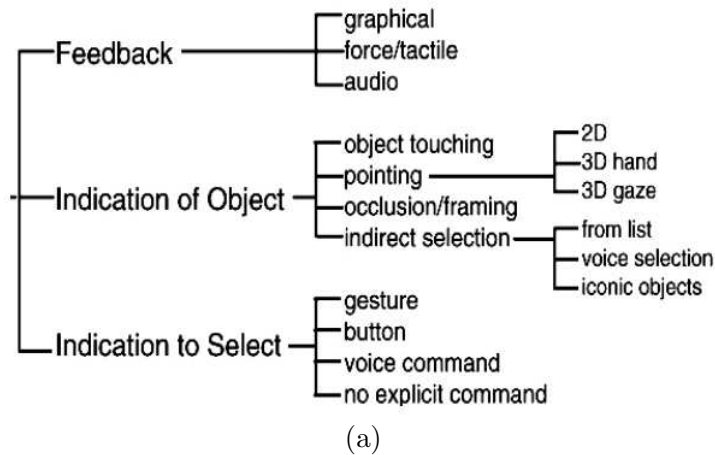 Feedback
graphical
force/tactile
audio
Indication of Object
object touching
pointing
2D
3D hand
3D gaze
occlusion/framing
indirect selection
from list
voice selection
iconic objects
Indication to Select
gesture
button
voice command
no explicit command
(a)